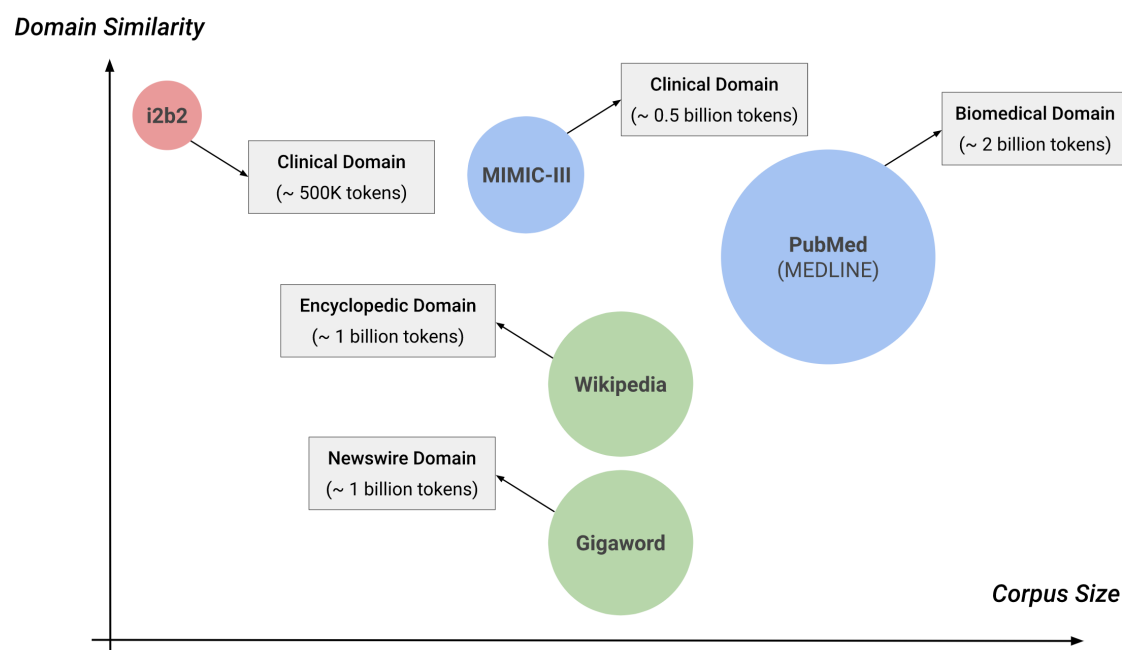 Domain Similarity
i2b2
Clinical Domain
(~ 500K tokens)
MIMIC-III
Clinical Domain
(~ 0.5 billion tokens)
Biomedical Domain
(~ 2 billion tokens)
PubMed
(MEDLINE)
Encyclopedic Domain
(~ 1 billion tokens)
Wikipedia
Newswire Domain
(~ 1 billion tokens)
Gigaword
Corpus Size